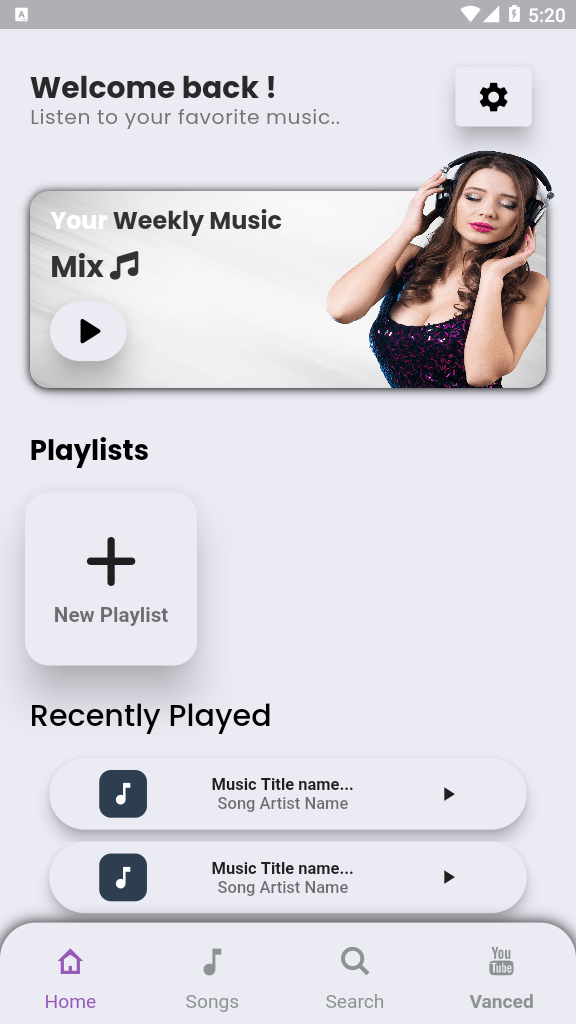 A
5:20
Welcome back !
Listen to your favorite music..
Your Weekly Music
Mix
Playlists
New Playlist
Recently Played
Music Title name...
Song Artist Name
Music Title name...
Song Artist Name
You
Tube
Home
Songs
Search
Vanced